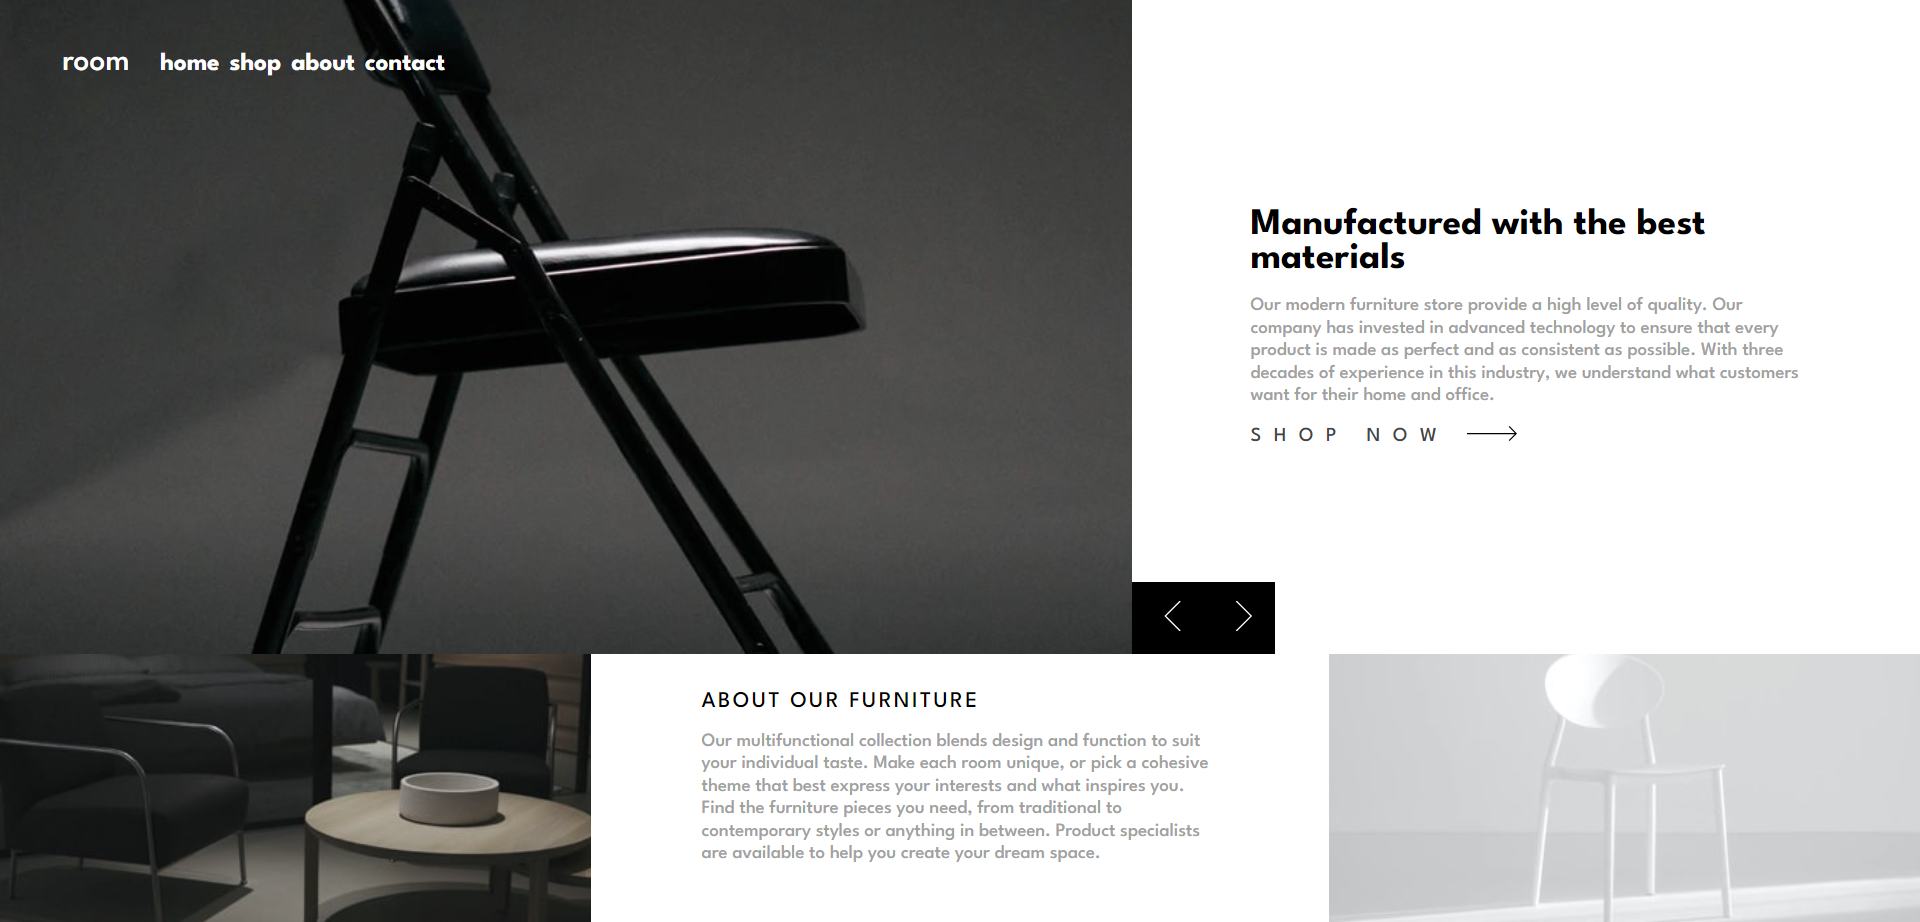 room home shop about contact
Manufactured with the best
materials
Our modern furniture store provide a high level of quality. Our
company has invested in advanced technology to ensure that every
product is made as perfect and as consistent as possible. With three
decades of experience in this industry, we understand what customers
want for their home and office.
SHOP NOW
ABOUT OUR FURNITURE
Our multifunctional collection blends design and function to suit
your individual taste. Make each room unique, or pick a cohesive
theme that best express your interests and what inspires you.
Find the furniture pieces you need, from traditional to
contemporary styles or anything in between. Product specialists
are available to help you create your dream space.